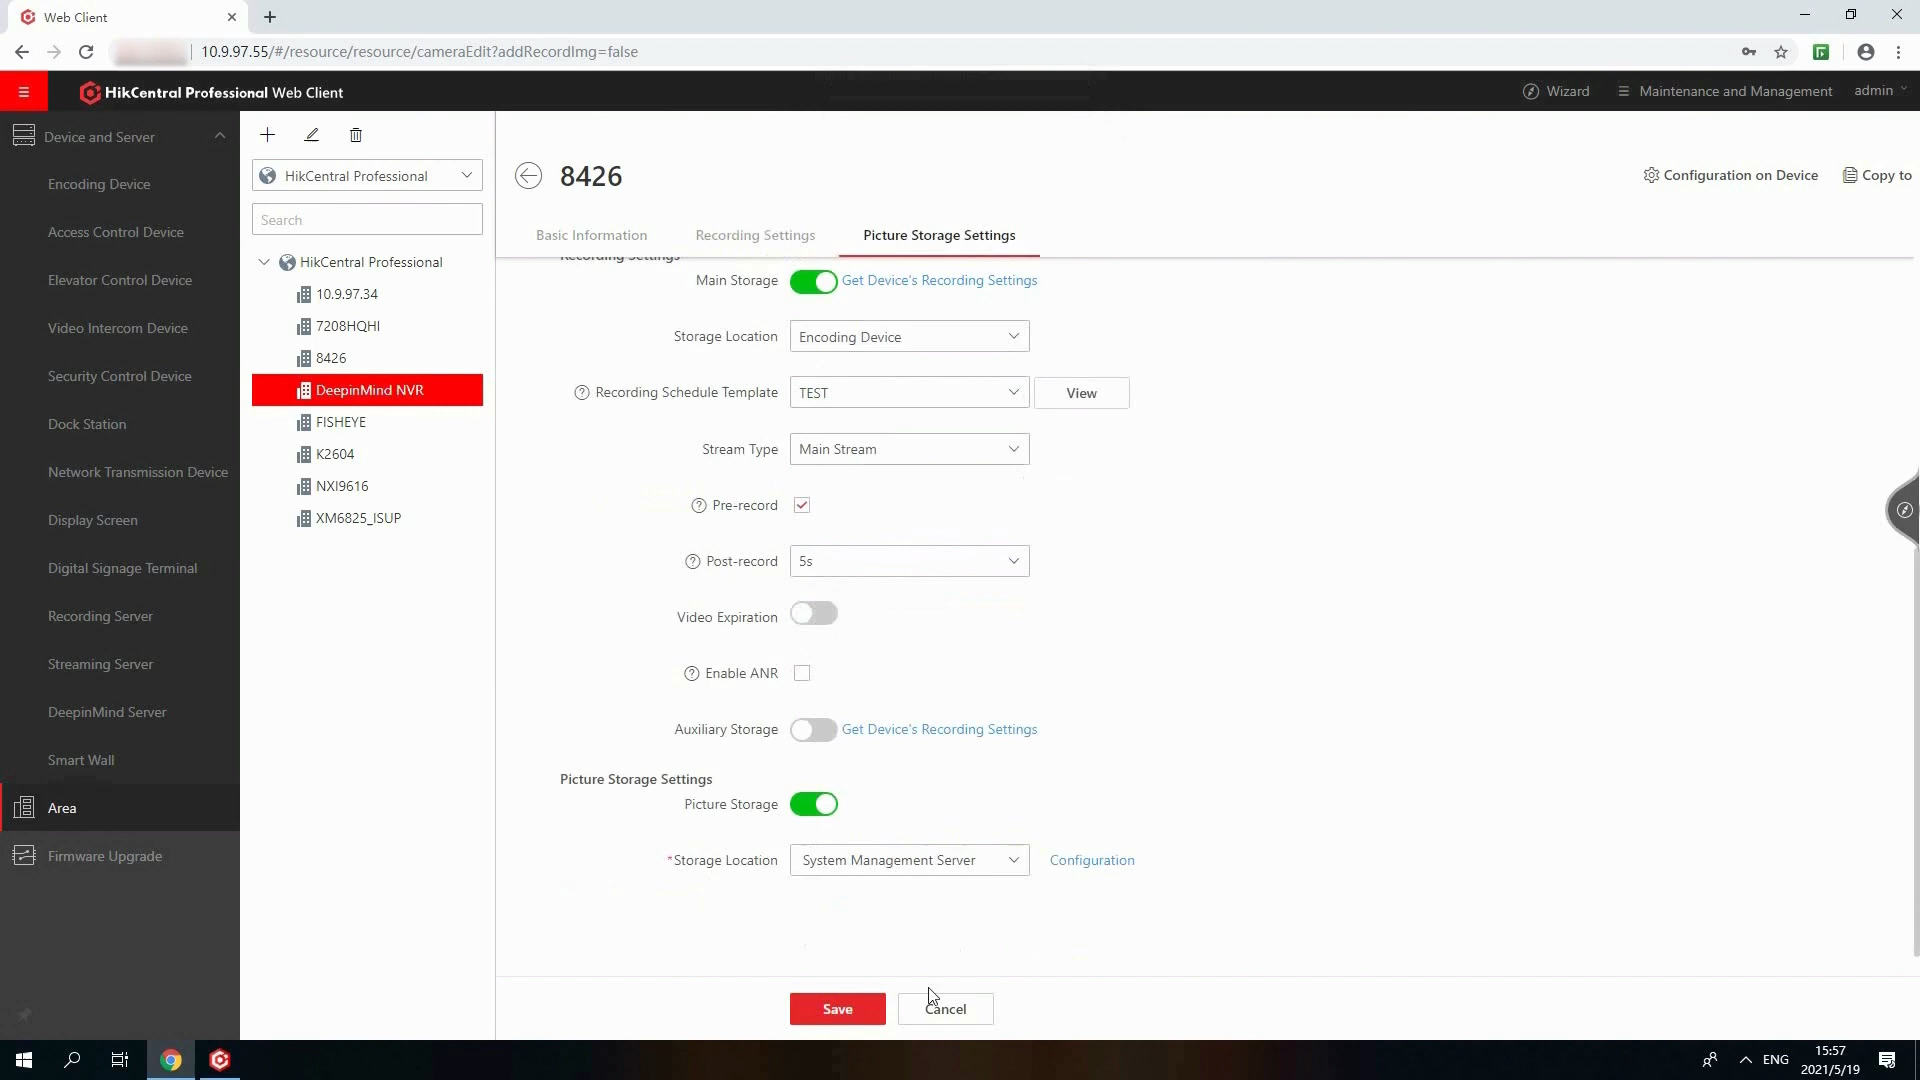 Web Client
10.9.97.55/#/resource/resource/cameraEdit?addRecordImg=false
HikCentral Professional Web Client
Wizard
Maintenance and Management
admin
Device and Server
Encoding Device
Access Control Device
Elevator Control Device
Video Intercom Device
Security Control Device
Dock Station
Network Transmission Device
Display Screen
Digital Signage Terminal
Recording Server
Streaming Server
DeepinMind Server
Smart Wall
Area
Firmware Upgrade
HikCentral Professional
Search
HikCentral Professional
10.9.97.34
7208HQHI
8426
DeepinMind NVR
FISHEYE
K2604
NXI9616
XM6825_ISUP
8426
Configuration on Device
Copy to
Basic Information
Recording Settings
Picture Storage Settings
Recording Settings
Main Storage Get Device's Recording Settings
Storage Location Encoding Device
Recording Schedule Template TEST View
Stream Type Main Stream
Pre-record
Post-record 5s
Video Expiration
Enable ANR
Auxiliary Storage Get Device's Recording Settings
Picture Storage Settings
Picture Storage
*Storage Location System Management Server Configuration
Save Cancel
ENG
15:57
2021/5/19